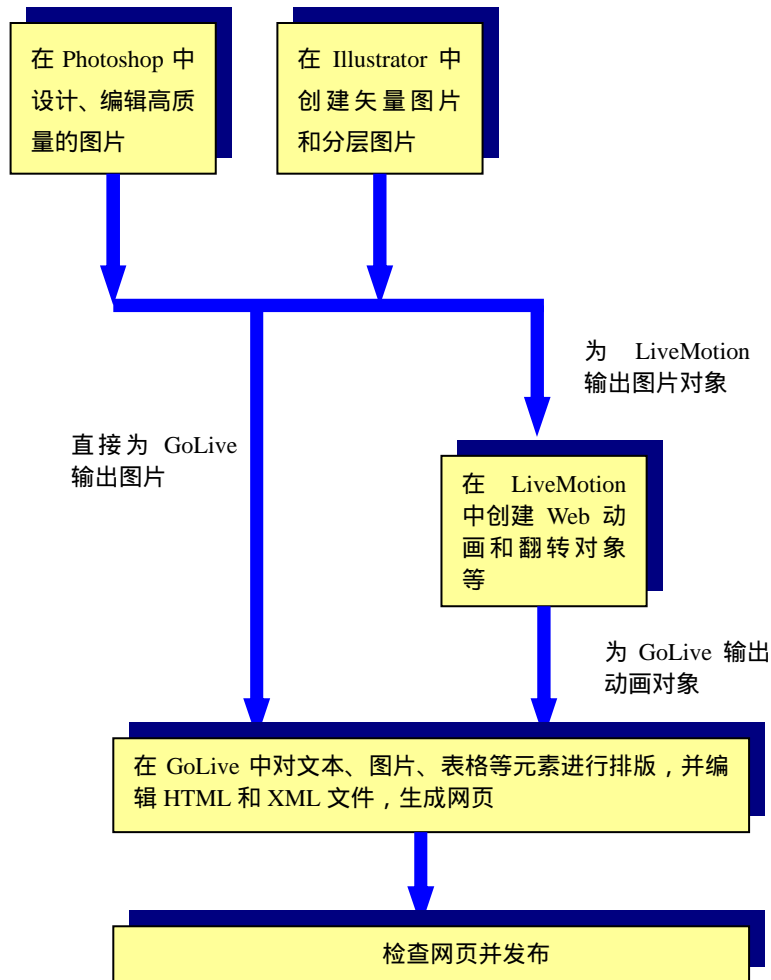 在 Photoshop 中
设计、编辑高质
量的图片
在 Illustrator 中
创建矢量图片
和分层图片
为 LiveMotion
输出图片对象
直接为 GoLive
输出图片
在 LiveMotion
中创建 Web 动
画和翻转对象
等
为 GoLive 输出
动画对象
在 GoLive 中对文本、图片、表格等元素进行排版，并编
辑 HTML 和 XML 文件，生成网页
检查网页并发布